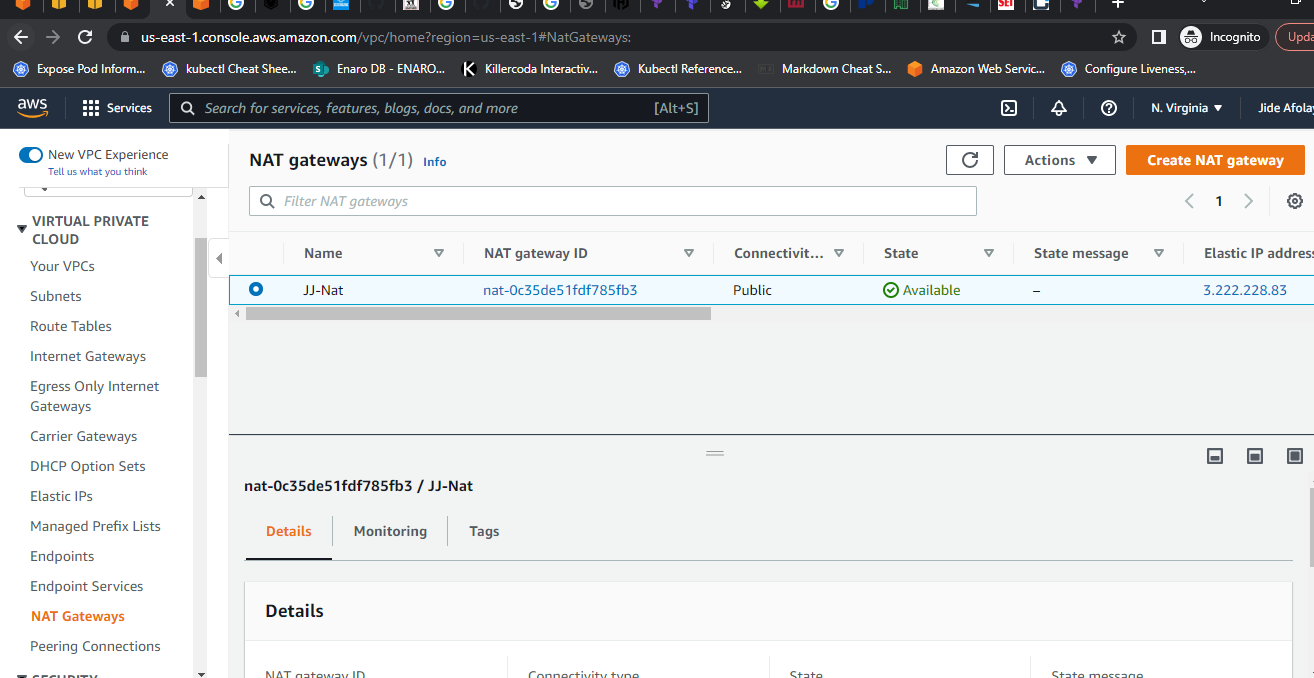 us-east-1.console.aws.amazon.com/vpc/home?region=us-east-1#NatGateways:
Incognito
Upda
Expose Pod Inform...
kubectl Cheat Shee...
Enaro DB - ENARO...
Killercoda Interactiv...
Kubectl Reference...
Markdown Cheat S...
Amazon Web Servic...
Configure Liveness,...
aws
Services
Search for services, features, blogs, docs, and more
[Alt+S]
N. Virginia
Jide Afola
New VPC Experience
Tell us what you think
VIRTUAL PRIVATE
CLOUD
Your VPCs
Subnets
Route Tables
Internet Gateways
Egress Only Internet
Gateways
Carrier Gateways
DHCP Option Sets
Elastic IPs
Managed Prefix Lists
Endpoints
Endpoint Services
NAT Gateways
Peering Connections
SECURITY
NAT gateways (1/1) Info
Actions
Create NAT gateway
Filter NAT gateways
1
Name
NAT gateway ID
Connectivit...
State
State message
Elastic IP address
JJ-Nat
nat-0c35de51fdf785fb3
Public
Available
–
3.222.228.83
nat-0c35de51fdf785fb3 / JJ-Nat
Details
Monitoring
Tags
Details
NAT gateway ID
Connectivity type
State
State message